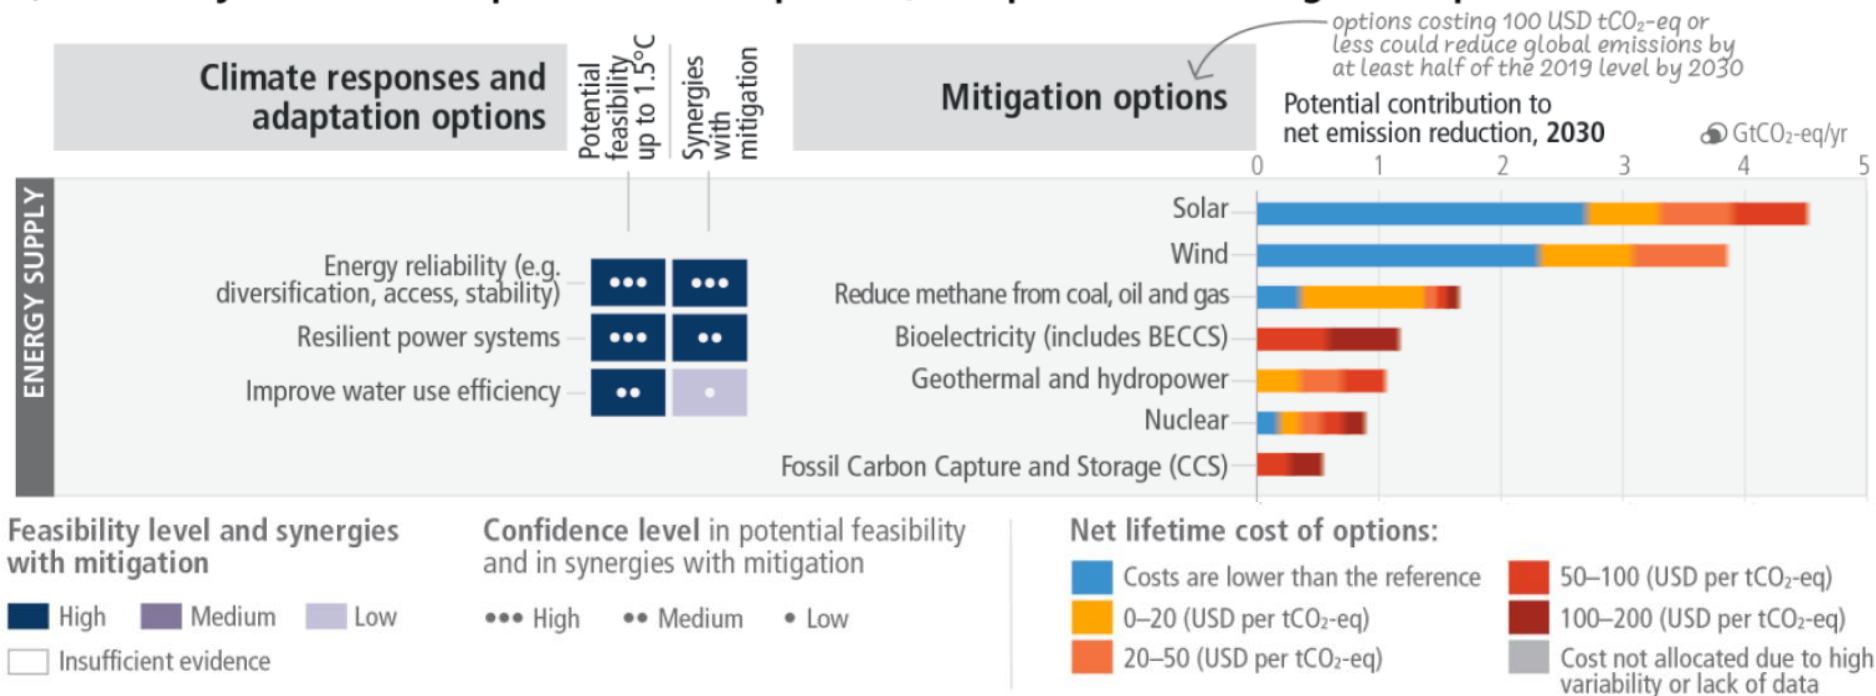 Climate responses and
adaptation options
Potential
feasibility
up to 1.5°C
Synergies
with
mitigation
Mitigation options
options costing 100 USD tCO₂-eq or
less could reduce global emissions by
at least half of the 2019 level by 2030
Potential contribution to
net emission reduction, 2030
GtCO₂-eq/yr
0 1 2 3 4 5
ENERGY SUPPLY
Energy reliability (e.g.
diversification, access, stability)
Resilient power systems
Improve water use efficiency
Solar
Wind
Reduce methane from coal, oil and gas
Bioelectricity (includes BECCS)
Geothermal and hydropower
Nuclear
Fossil Carbon Capture and Storage (CCS)
Feasibility level and synergies
with mitigation
High Medium Low
Insufficient evidence
Confidence level in potential feasibility
and in synergies with mitigation
••• High •• Medium • Low
Net lifetime cost of options:
Costs are lower than the reference
0–20 (USD per tCO₂-eq)
20–50 (USD per tCO₂-eq)
50–100 (USD per tCO₂-eq)
100–200 (USD per tCO₂-eq)
Cost not allocated due to high
variability or lack of data